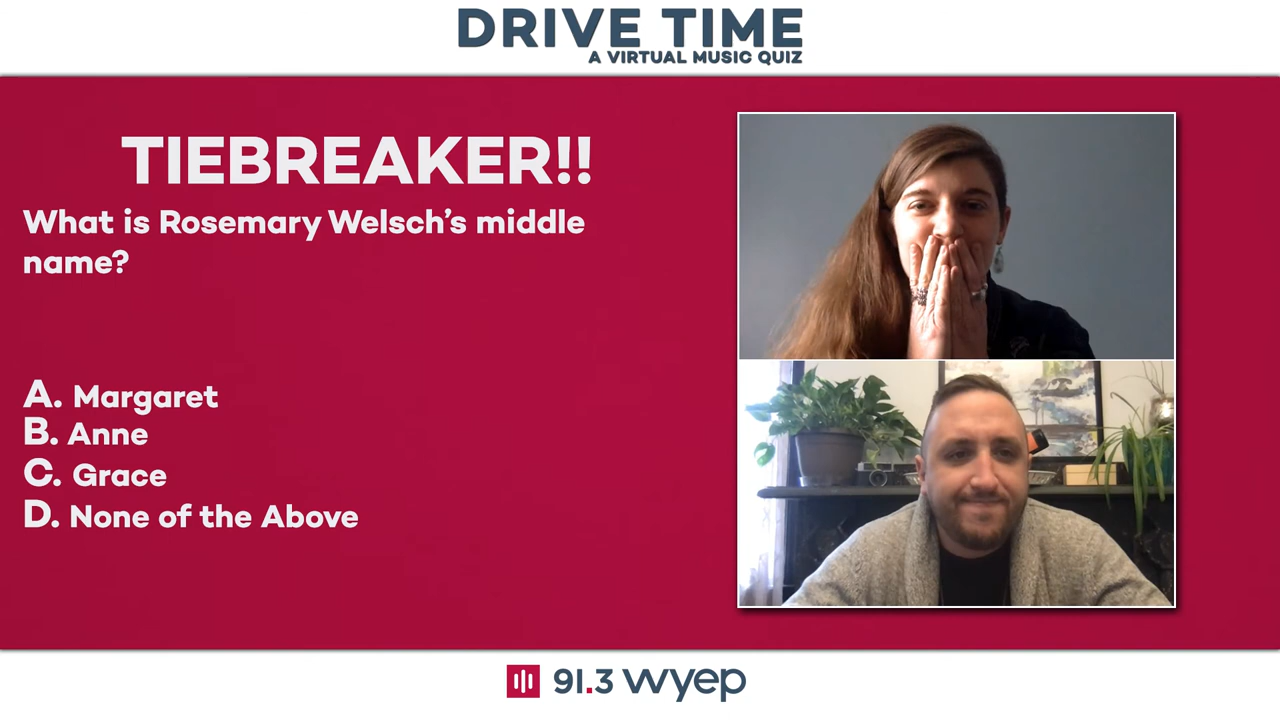 DRIVE TIME
A VIRTUAL MUSIC QUIZ
TIEBREAKER!!
What is Rosemary Welsch’s middle
name?
A. Margaret
B. Anne
C. Grace
D. None of the Above
91.3 wyep